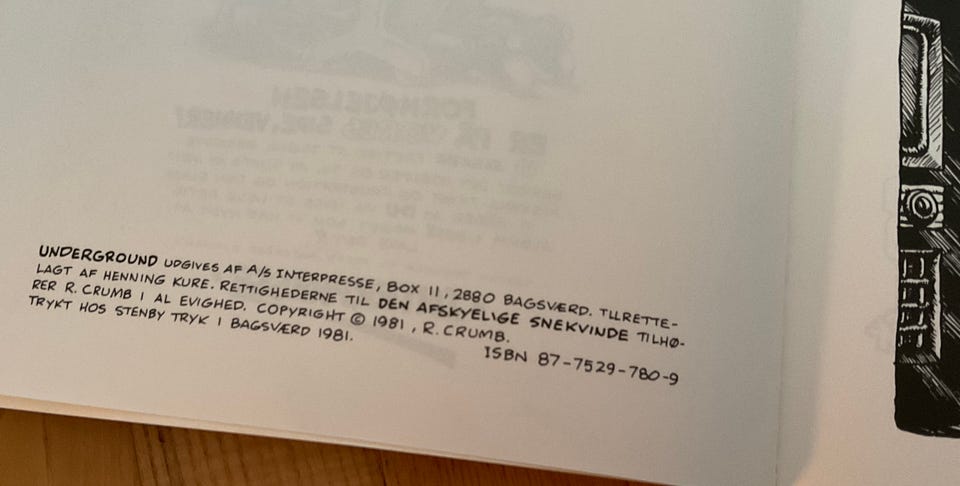 UNDERGROUND UDGIVES AF A/S INTERPRESSE, BOX 11, 2880 BAGSVÆRD. TILRETTE-
LAGT AF HENNING KURE. RETTIGHEDERNE TIL DEN AFSKYELIGE SNEKVINDE TILHØ-
RER R. CRUMB I AL EVIGHED. COPYRIGHT © 1981, R. CRUMB.
TRYKT HOS STENBY TRYK I BAGSVÆRD 1981.
ISBN 87-7529-780-9